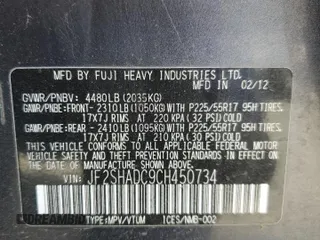 MFD BY FUJI HEAVY INDUSTRIES LTD.
02/12
GVWR/PNBV: 4480LB(2035KG)
GAWR/PNBE:FRONT- 2310LB(1050KG)WITH P225/55R17 95H TIRES,
17x7J RIMS AT 220 KPA (32 PSI)COLD
GAWR/PNBE:REAR - 2410LB(1095KG)WITH P225/55R17 95H TIRES,
17x7J RIMS AT 210 KPA (30 PSI)COLD
THIS VEHICLE CONFORMS TO ALL APPLICABLE
FEDERAL MOTOR VEHICLE SAFETY, BUMPER, AND
THEFT PREVENTION STANDARDS IN EFFECT ON
THE DATE OF MANUFACTURE SHOWN ABOVE.
VIN: JF2SHADC9CH450734
TYPE:MPV/VTUM ICES/NMB-002